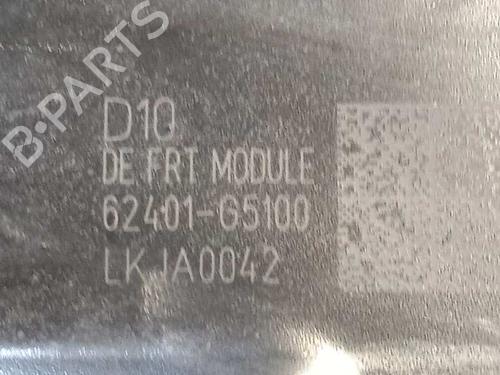 B-PARTS
D10
DE FRT MODULE
62401-G5100
LKJA0042